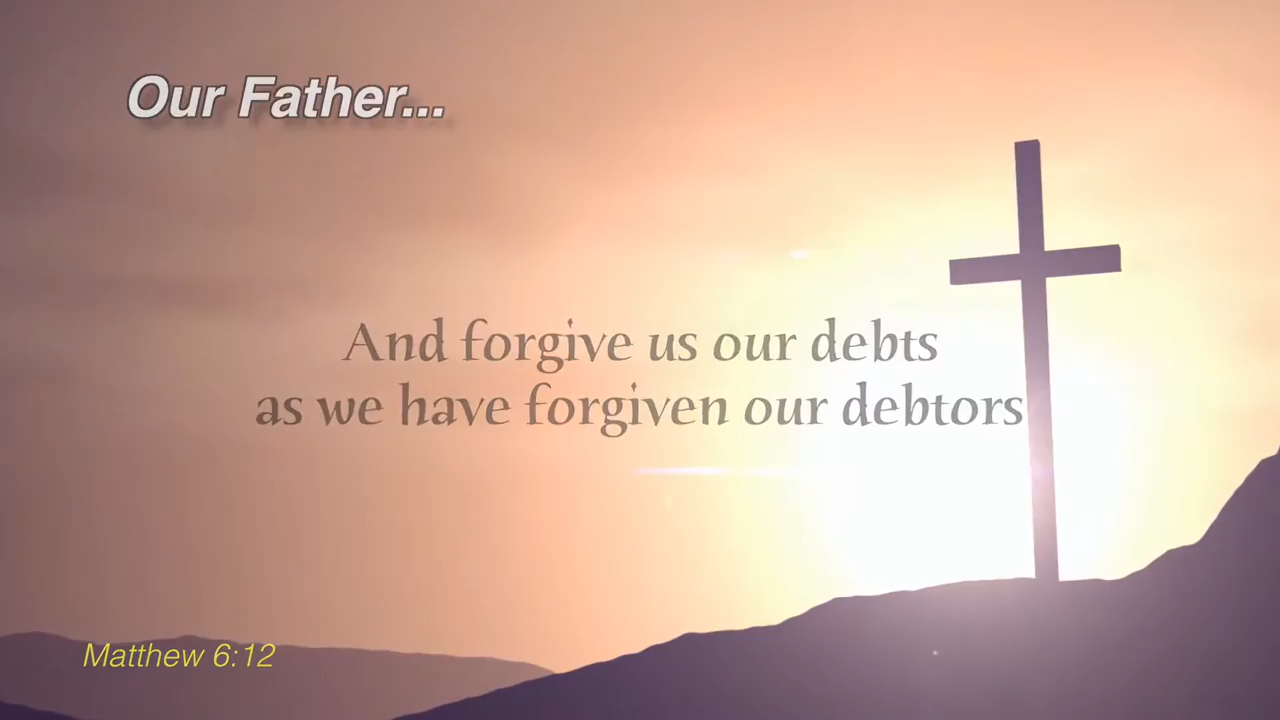 Our Father...
And forgive us our debts
as we have forgiven our debtors
Matthew 6:12